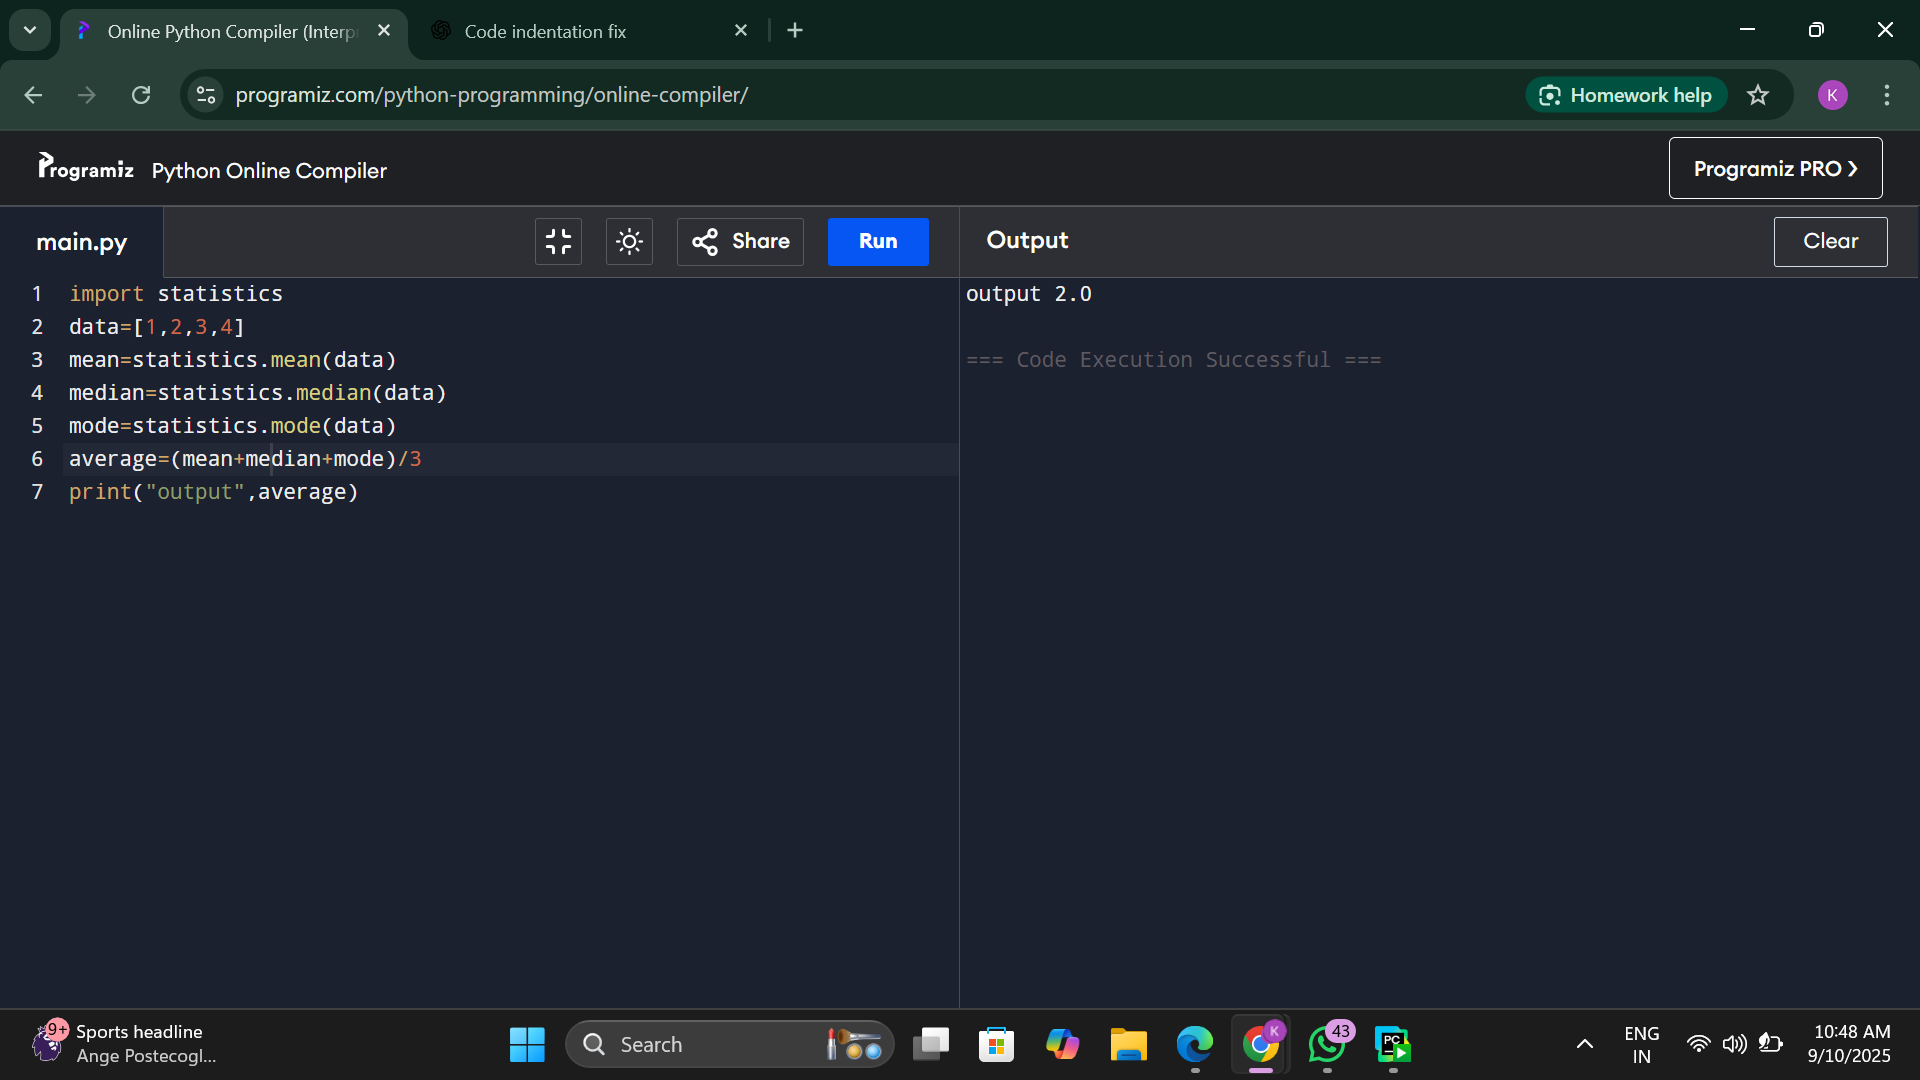 Online Python Compiler (Interp
Code indentation fix
programiz.com/python-programming/online-compiler/
Homework help
K
Programiz
Python Online Compiler
Programiz PRO ❯
main.py
Share
Run
Output
Clear
1 import statistics
2 data=[1,2,3,4]
3 mean=statistics.mean(data)
4 median=statistics.median(data)
5 mode=statistics.mode(data)
6 average=(mean+median+mode)/3
7 print("output",average)
output 2.0
=== Code Execution Successful ===
9+
Sports headline
Ange Postecogl...
Search
K
43
PC
ENG
IN
10:48 AM
9/10/2025